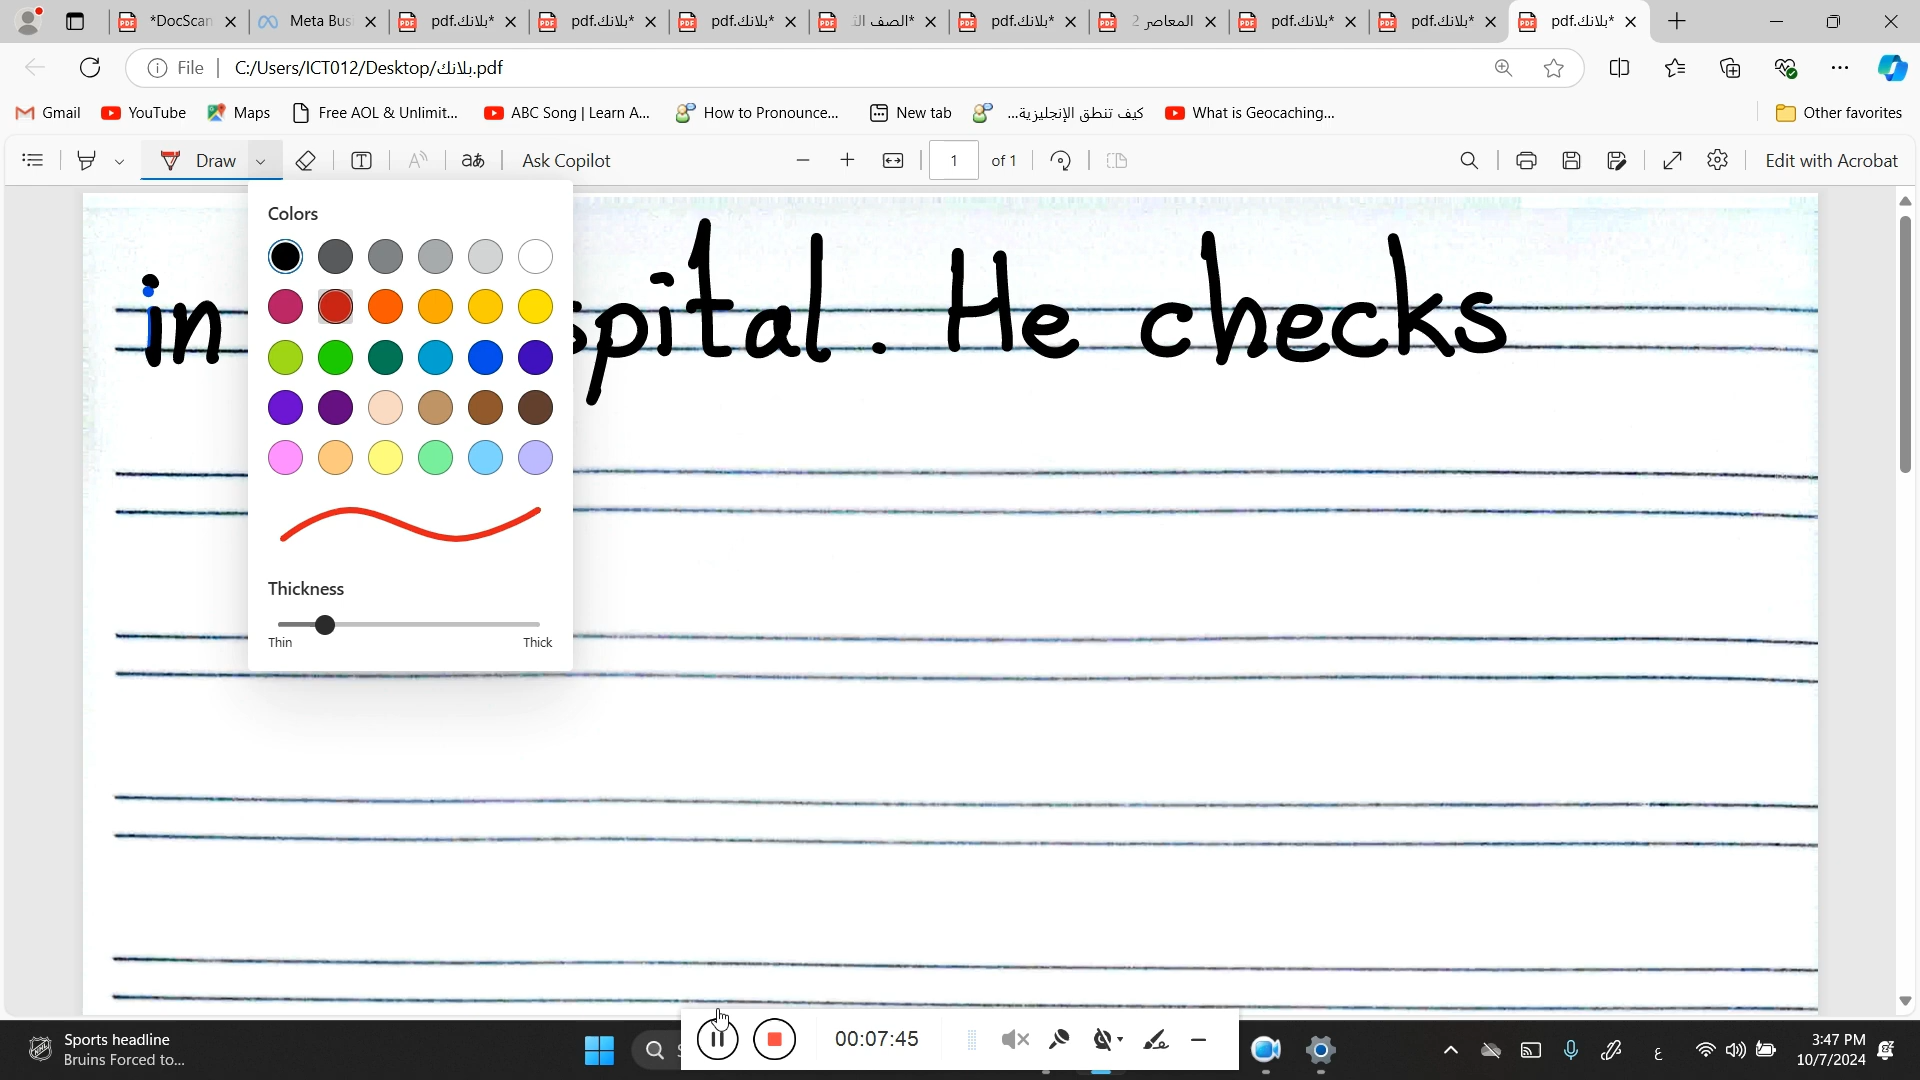 *DocScan
Meta Busi
*بلانك.pdf
*بلانك.pdf
*بلانك.pdf
*الصف الث
*بلانك.pdf
المعاصر 2
*بلانك.pdf
*بلانك.pdf
*بلانك.pdf
File C:/Users/ICT012/Desktop/بلانك.pdf
Gmail YouTube Maps Free AOL & Unlimit... ABC Song | Learn A... How to Pronounce... New tab كيف تنطق الإنجليزية... What is Geocaching... Other favorites
Draw aあ Ask Copilot 1 of 1 Edit with Acrobat
Colors
in spital. He checks
Thickness
Thin Thick
Sports headline
Bruins Forced to...
00:07:45
ع
3:47 PM
10/7/2024